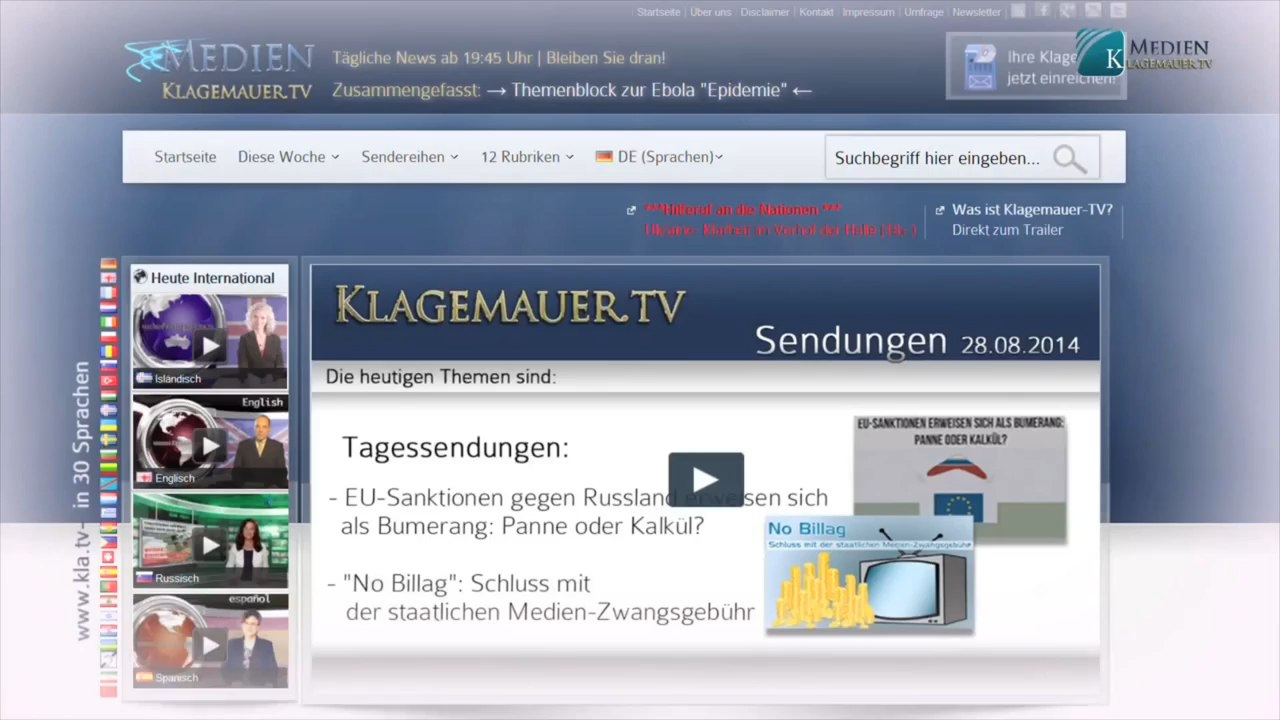 Startseite | Über uns | Disclaimer | Kontakt | Impressum | Umfrage | Newsletter
MEDIEN
KLAGEMAUER.TV
Tägliche News ab 19:45 Uhr | Bleiben Sie dran!
Zusammengefasst: → Themenblock zur Ebola "Epidemie" ←
Ihre Klage
jetzt einreichen!
K
MEDIEN
KLAGEMAUER.TV
Startseite
Diese Woche
Sendereihen
12 Rubriken
DE (Sprachen)
Suchbegriff hier eingeben...
***Hilferuf an die Nationen ***
Ukraine: Klartext im Vorhof der Hölle
Was ist Klagemauer-TV?
Direkt zum Trailer
www.kla.tv - in 30 Sprachen
Heute International
Isländisch
English
Englisch
Russisch
español
Spanisch
KLAGEMAUER.TV
Sendungen 28.08.2014
Die heutigen Themen sind:
Tagessendungen:
- EU-Sanktionen gegen Russland erweisen sich
als Bumerang: Panne oder Kalkül?
- "No Billag": Schluss mit
der staatlichen Medien-Zwangsgebühr
EU-SANKTIONEN ERWEISEN SICH ALS BUMERANG:
PANNE ODER KALKÜL?
No Billag
Schluss mit der staatlichen Medien-Zwangsgebühr